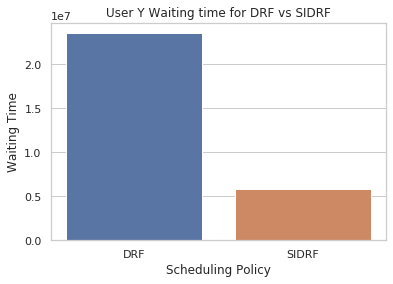 User Y Waiting time for DRF vs SIDRF
1e7
2.0
1.5
1.0
0.5
0.0
Waiting Time
DRF SIDRF
Scheduling Policy